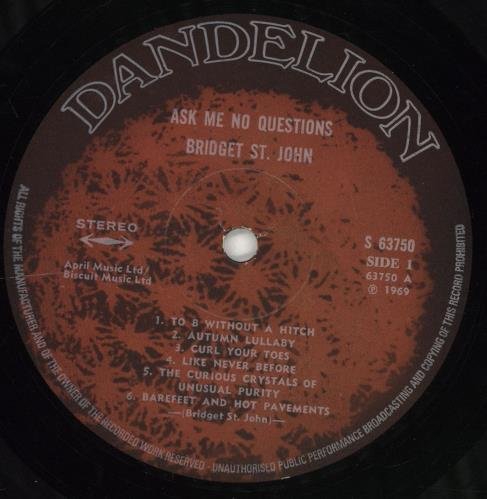 DANDELION
ASK ME NO QUESTIONS
BRIDGET ST. JOHN
STEREO
April Music Ltd/
Biscuit Music Ltd
S 63750
SIDE 1
63750 A
Ⓟ 1969
1. TO 8 WITHOUT A HITCH
2. AUTUMN LULLABY
3. CURL YOUR TOES
4. LIKE NEVER BEFORE
5. THE CURIOUS CRYSTALS OF
UNUSUAL PURITY
6. BAREFEET AND HOT PAVEMENTS
—(Bridget St. John)—
ALL RIGHTS OF THE MANUFACTURER AND OF THE OWNER OF THE RECORDED WORK RESERVED - UNAUTHORISED PUBLIC PERFORMANCE BROADCASTING AND COPYING OF THIS RECORD PROHIBITED